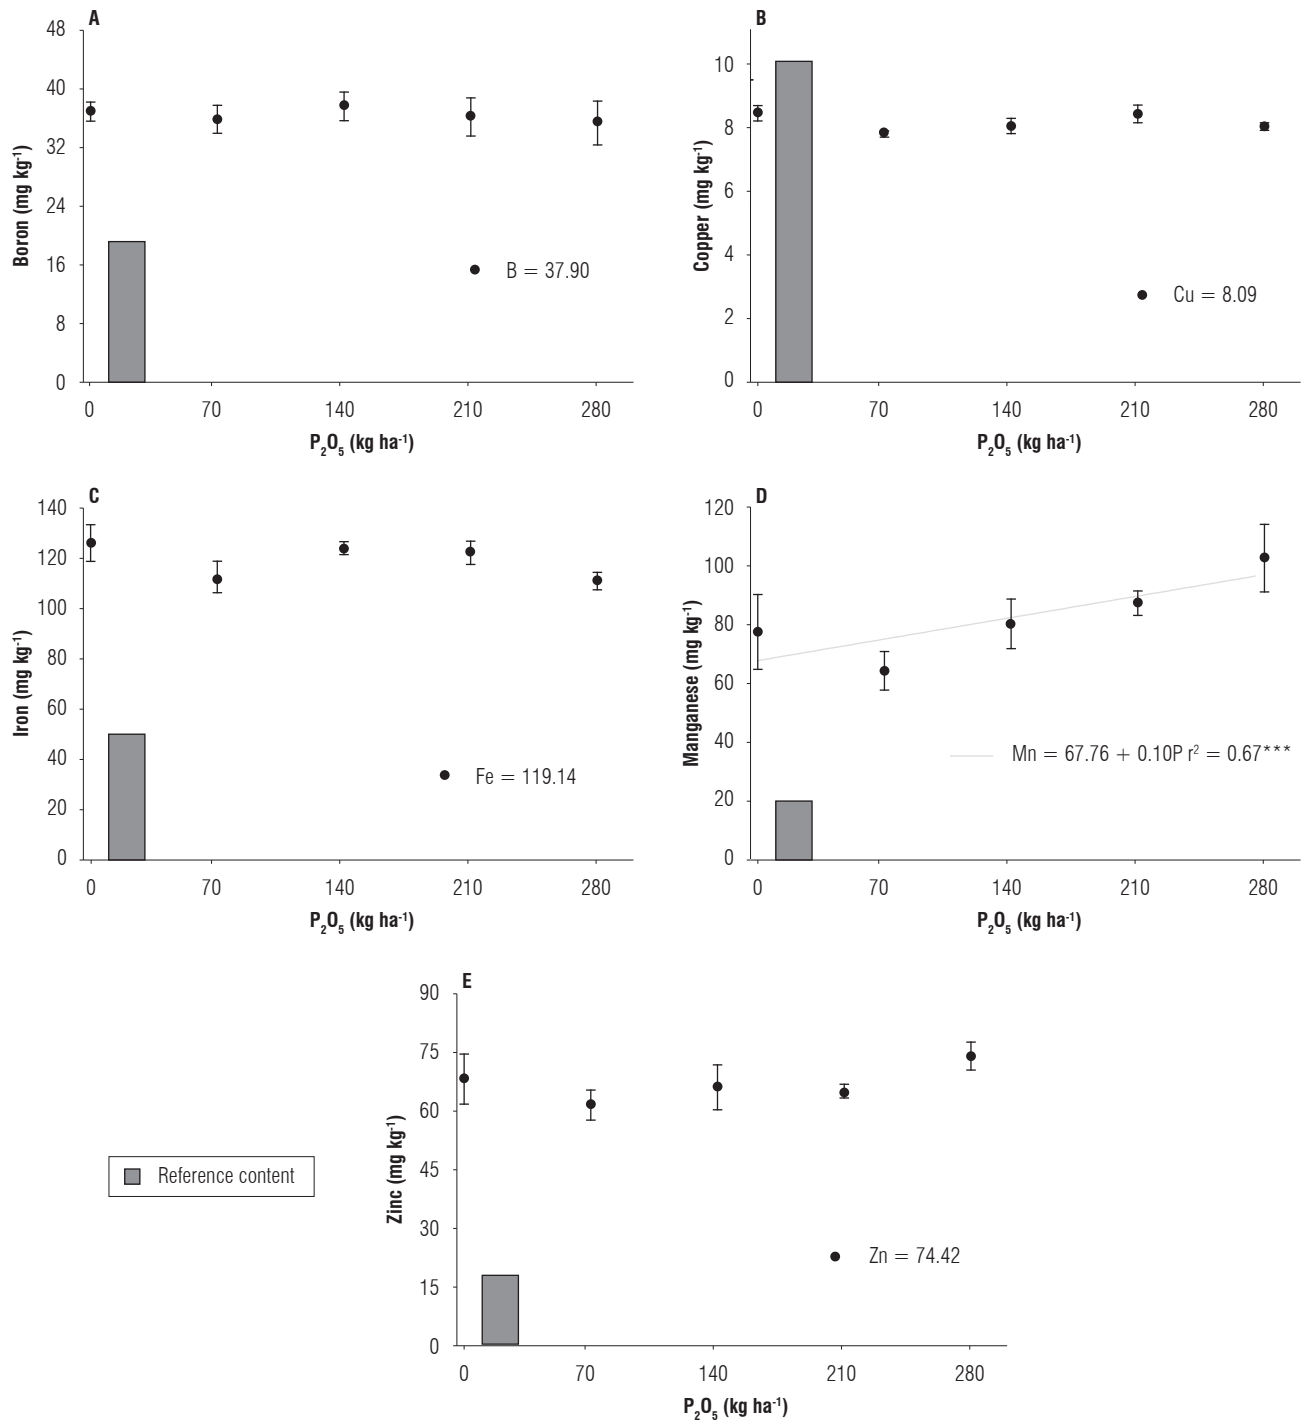 A
48
40
32
24
16
8
0
Boron (mg kg-1)
B = 37.90
0 70 140 210 280
P2O5 (kg ha-1)
B
10
8
6
4
2
0
Copper (mg kg-1)
Cu = 8.09
0 70 140 210 280
P2O5 (kg ha-1)
C
140
120
100
80
60
40
20
0
Iron (mg kg-1)
Fe = 119.14
0 70 140 210 280
P2O5 (kg ha-1)
D
120
100
80
60
40
20
0
Manganese (mg kg-1)
Mn = 67.76 + 0.10P r2 = 0.67***
0 70 140 210 280
P2O5 (kg ha-1)
E
90
75
60
45
30
15
0
Zinc (mg kg-1)
Zn = 74.42
0 70 140 210 280
P2O5 (kg ha-1)
Reference content